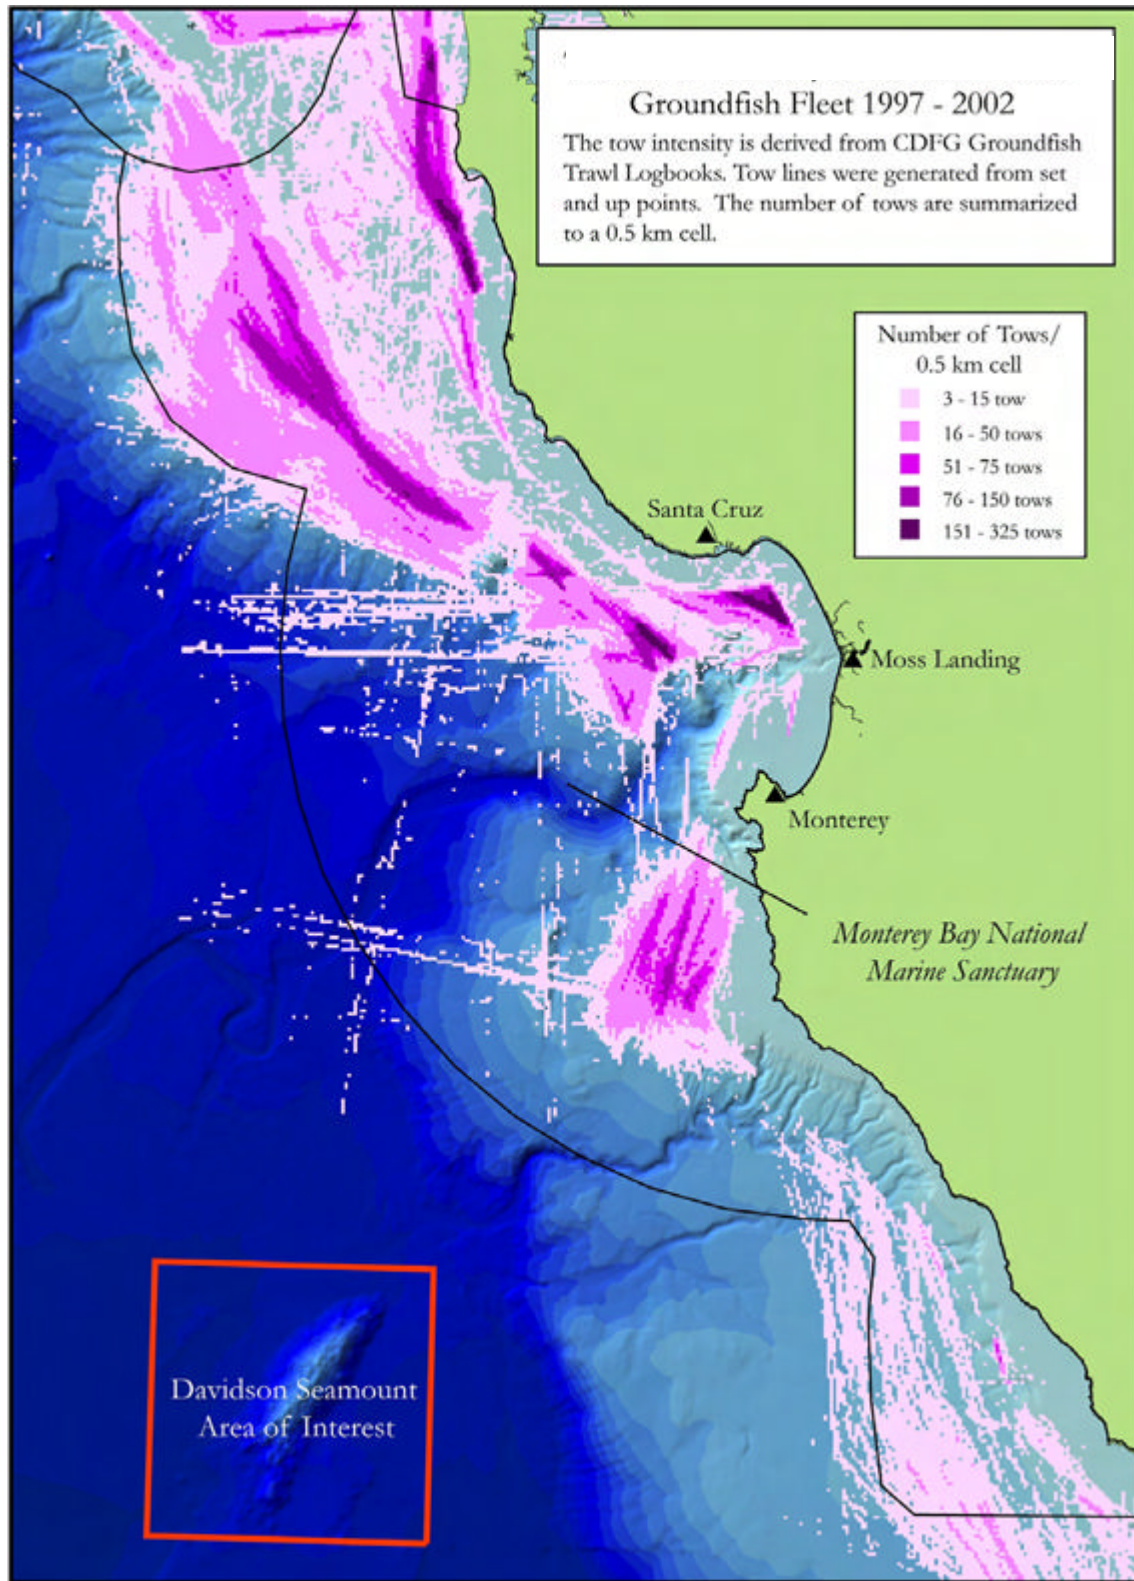 Groundfish Fleet 1997 - 2002
The tow intensity is derived from CDFG Groundfish
Trawl Logbooks. Tow lines were generated from set
and up points. The number of tows are summarized
to a 0.5 km cell.
Number of Tows/
0.5 km cell
3 - 15 tow
16 - 50 tows
51 - 75 tows
76 - 150 tows
151 - 325 tows
Santa Cruz
Moss Landing
Monterey
Monterey Bay National
Marine Sanctuary
Davidson Seamount
Area of Interest